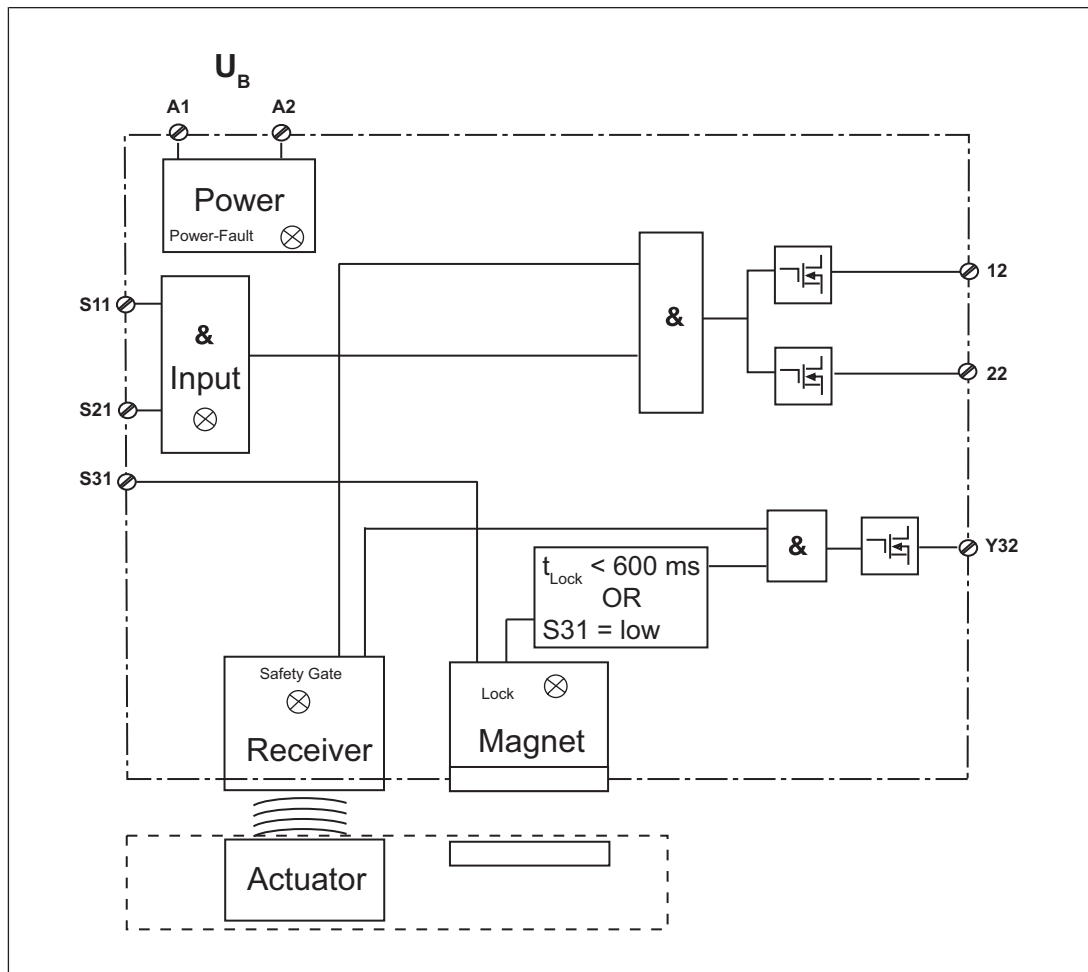 U_B
A1
A2
Power
Power-Fault
12
S11
&
&
Input
22
S21
S31
&
Y32
t_Lock < 600 ms
OR
S31 = low
Safety Gate
Lock
Receiver
Magnet
Actuator